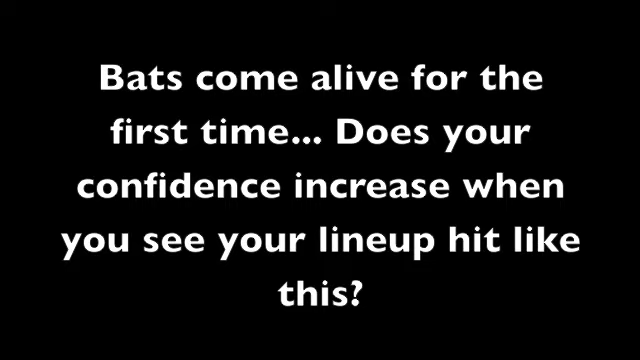 Bats come alive for the
first time... Does your
confidence increase when
you see your lineup hit like
this?